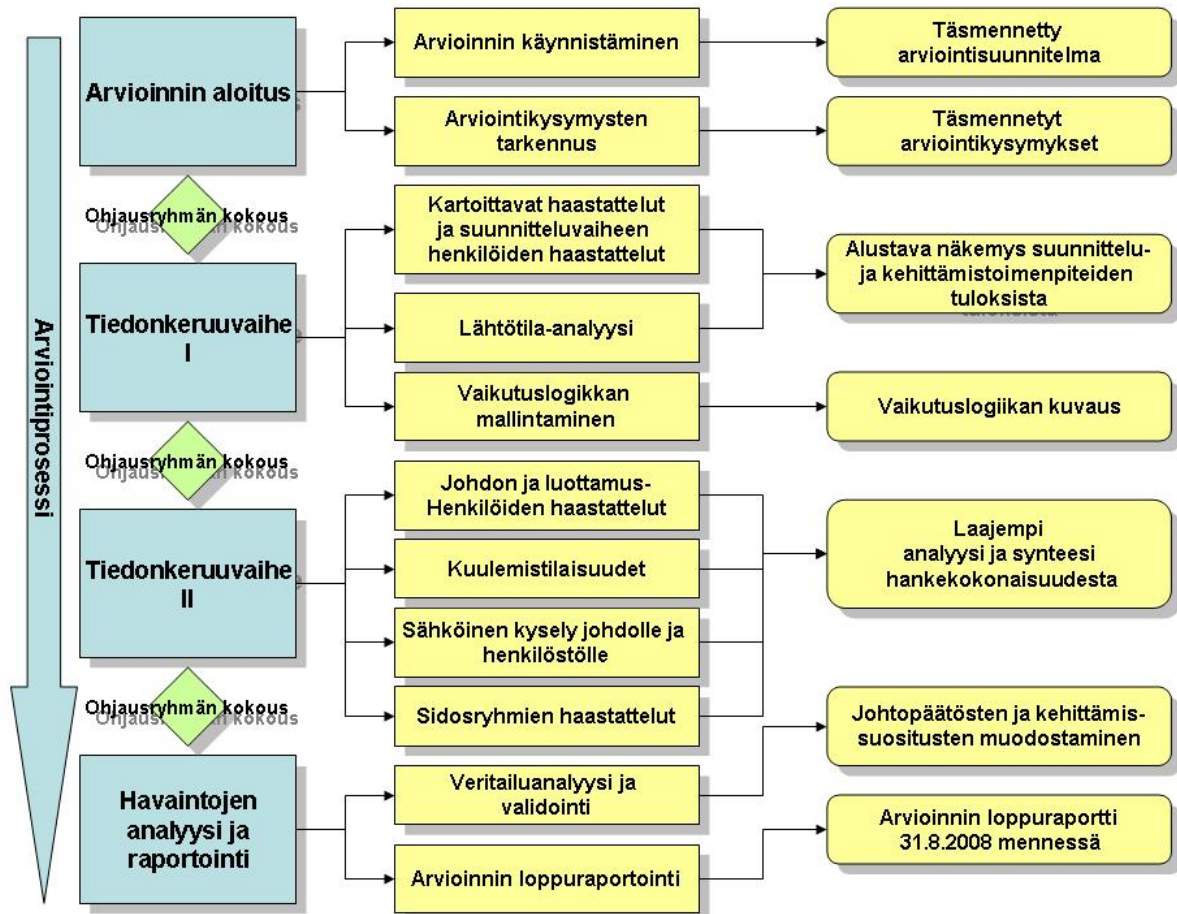 Arviointiprosessi
Arvioinnin aloitus
Arvioinnin käynnistäminen
Täsmennetty
arviointisuunnitelma
Arviointikysymysten
tarkennus
Täsmennetyt
arviointikysymykset
Ohjausryhmän kokous
Tiedonkeruuvaihe
I
Kartoittavat haastattelut
ja suunnitteluvaiheen
henkilöiden haastattelut
Lähtötila-analyysi
Alustava näkemys suunnittelu-
ja kehittämistoimenpiteiden
tuloksista
Vaikutuslogikkan
mallintaminen
Vaikutuslogiikan kuvaus
Ohjausryhmän kokous
Tiedonkeruuvaihe
II
Johdon ja luottamus-
Henkilöiden haastattelut
Kuulemistilaisuudet
Sähköinen kysely johdolle ja
henkilöstölle
Sidosryhmien haastattelut
Laajempi
analyysi ja synteesi
hankekokonaisuudesta
Ohjausryhmän kokous
Havaintojen
analyysi ja
raportointi
Veritailuanalyysi ja
validointi
Johtopäätösten ja kehittämis-
suositusten muodostaminen
Arvioinnin loppuraportointi
Arvioinnin loppuraportti
31.8.2008 mennessä